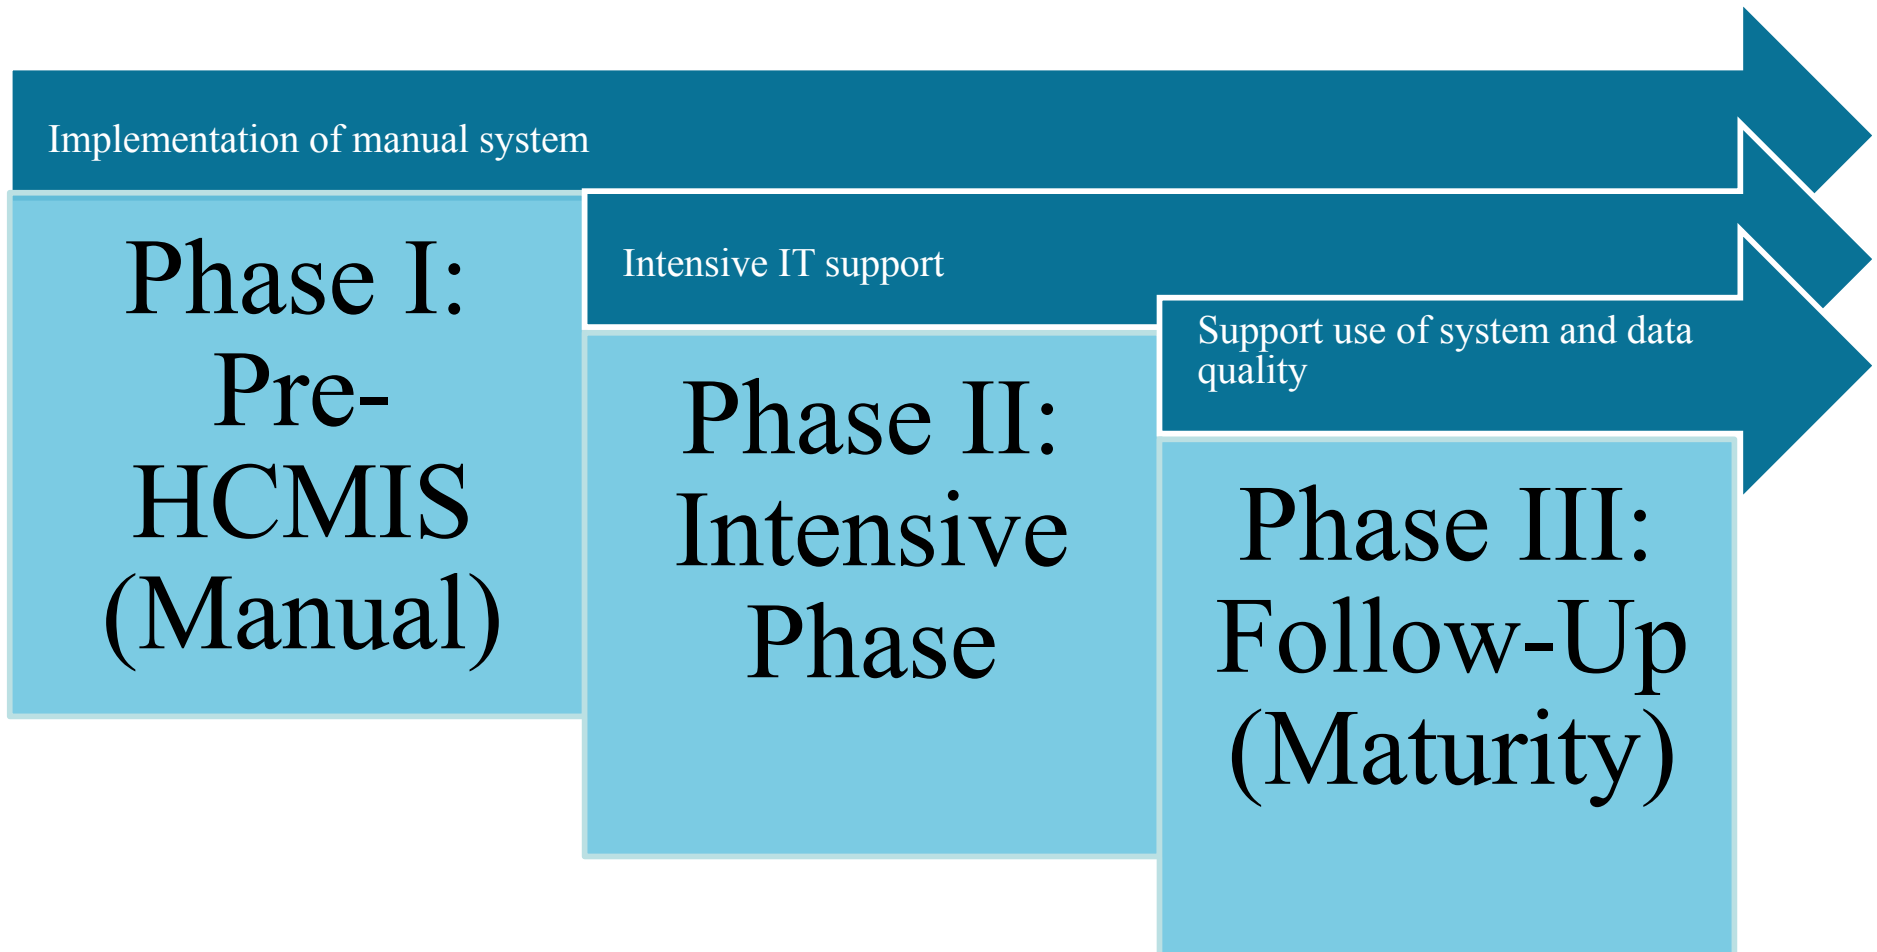 Implementation of manual system
Phase I:
Pre-
HCMIS
(Manual)
Intensive IT support
Phase II:
Intensive
Phase
Support use of system and data
quality
Phase III:
Follow-Up
(Maturity)